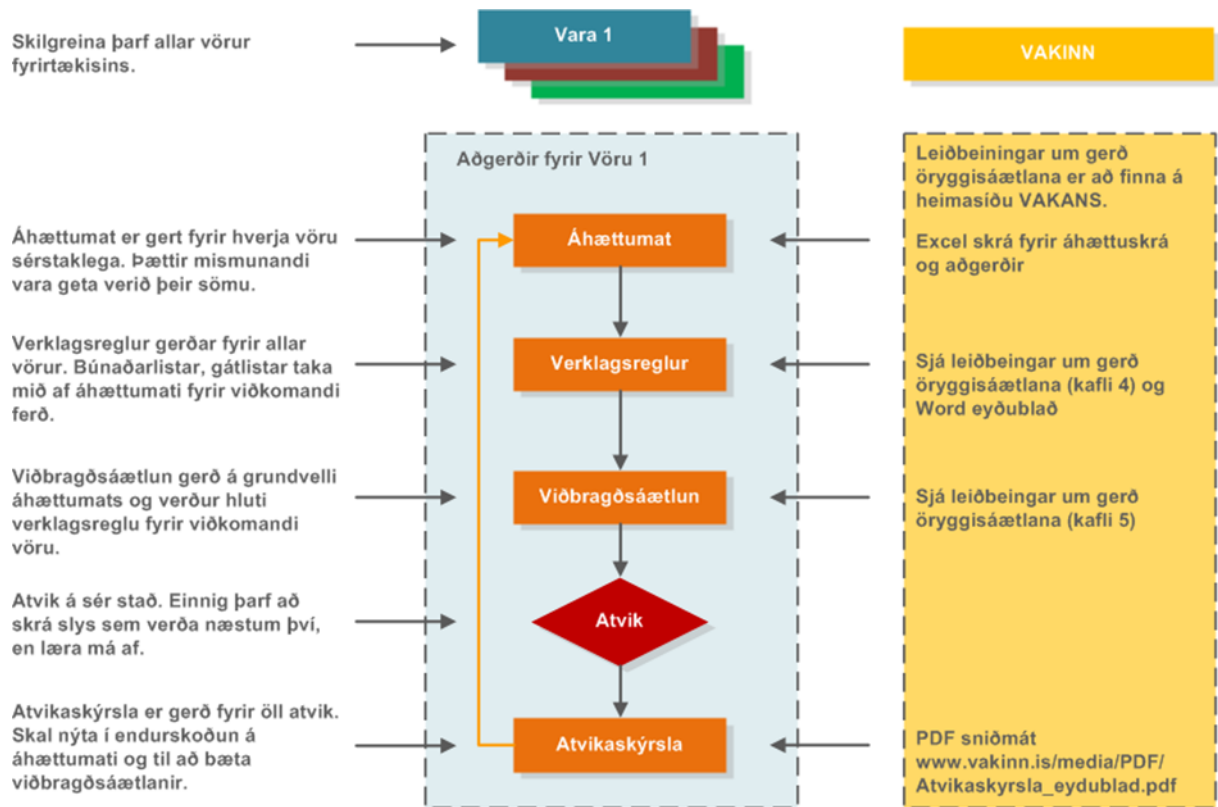 Skilgreina þarf allar vörur
fyrirtækisins.
Vara 1
VAKINN
Aðgerðir fyrir Vöru 1
Leiðbeiningar um gerð
öryggisáætlana er að finna á
heimasíðu VAKANS.
Áhættumat er gert fyrir hverja vöru
sérstaklega. Þættir mismunandi
vara geta verið þeir sömu.
Áhættumat
Excel skrá fyrir áhættuskrá
og aðgerðir
Verklagsreglur gerðar fyrir allar
vörur. Búnaðarlistar, gátlistar taka
mið af áhættumati fyrir viðkomandi
ferð.
Verklagsreglur
Sjá leiðbeingar um gerð
öryggisáætlana (kafli 4) og
Word eyðublað
Viðbragðsáætlun gerð á grundvelli
áhættumats og verður hluti
verklagsreglu fyrir viðkomandi
vöru.
Viðbragðsáætlun
Sjá leiðbeingar um gerð
öryggisáætlana (kafli 5)
Atvik á sér stað. Einnig þarf að
skrá slys sem verða næstum því,
en læra má af.
Atvik
Atvikaskýrsla er gerð fyrir öll atvik.
Skal nýta í endurskoðun á
áhættumati og til að bæta
viðbragðsáætlanir.
Atvikaskýrsla
PDF sniðmát
www.vakinn.is/media/PDF/
Atvikaskyrsla_eydublad.pdf